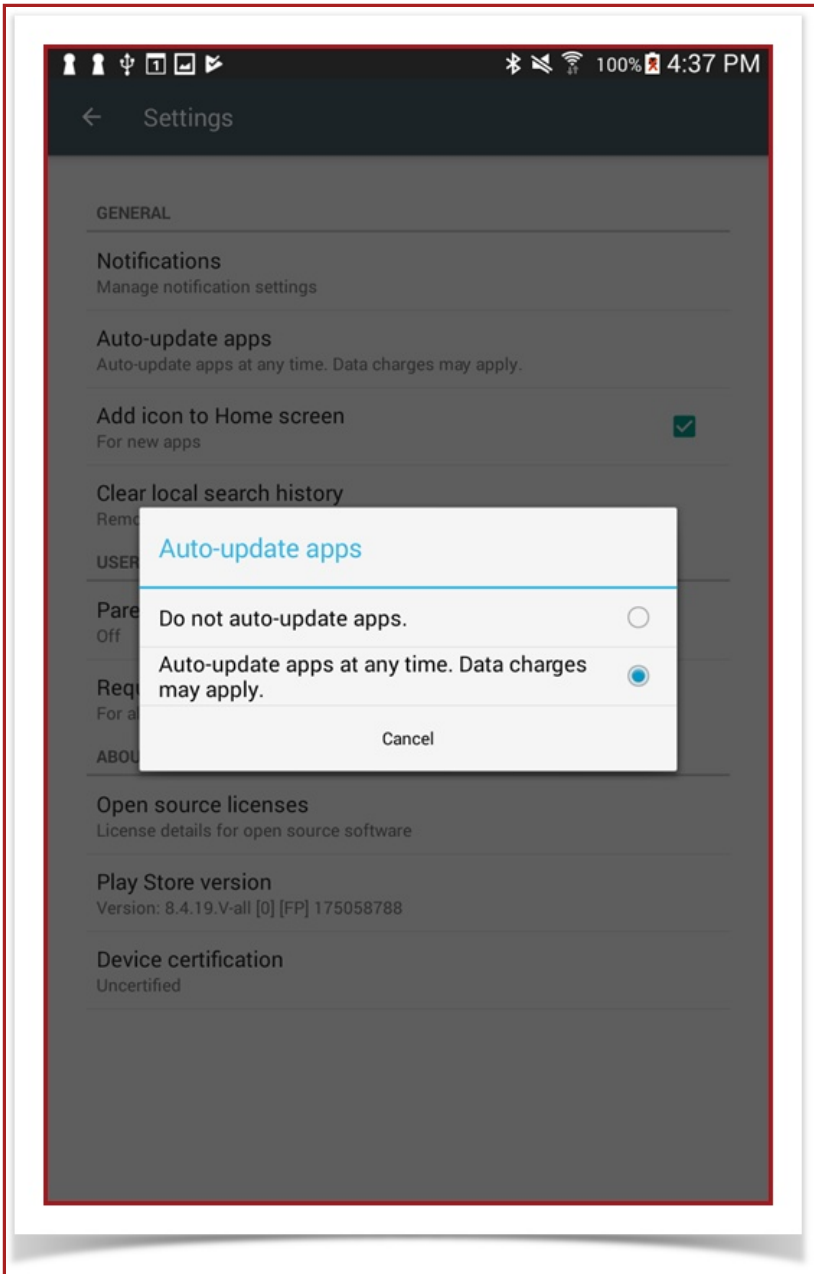 1
100% 4:37 PM
Settings
GENERAL
Notifications
Manage notification settings
Auto-update apps
Auto-update apps at any time. Data charges may apply.
Add icon to Home screen
For new apps
Clear local search history
Auto-update apps
Off
Do not auto-update apps.
Auto-update apps at any time. Data charges
may apply.
Cancel
Open source licenses
License details for open source software
Play Store version
Version: 8.4.19.V-all [0] [FP] 175058788
Device certification
Uncertified